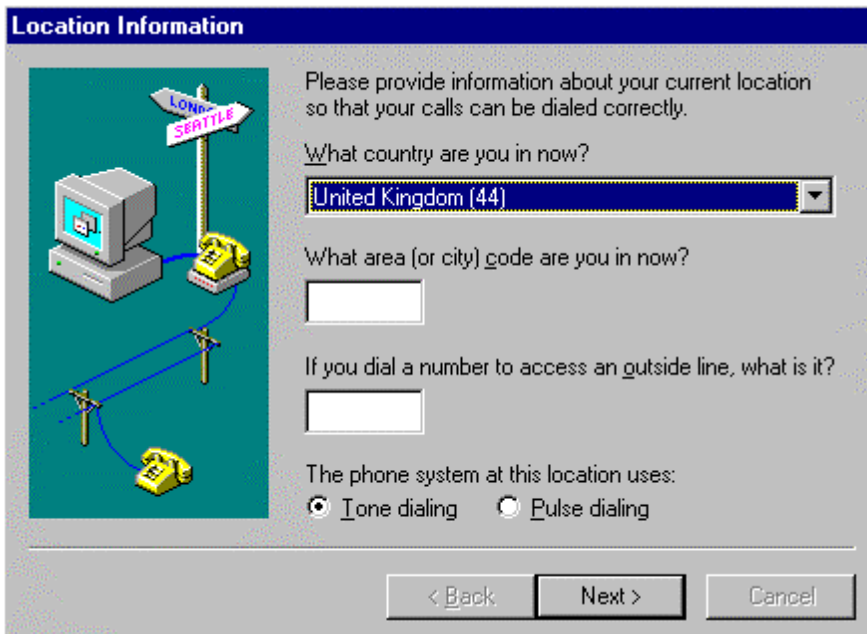 Location Information
LOND
SEATTLE
Please provide information about your current location
so that your calls can be dialed correctly.
What country are you in now?
United Kingdom (44)
What area (or city) code are you in now?
If you dial a number to access an outside line, what is it?
The phone system at this location uses:
Tone dialing
Pulse dialing
< Back
Next >
Cancel